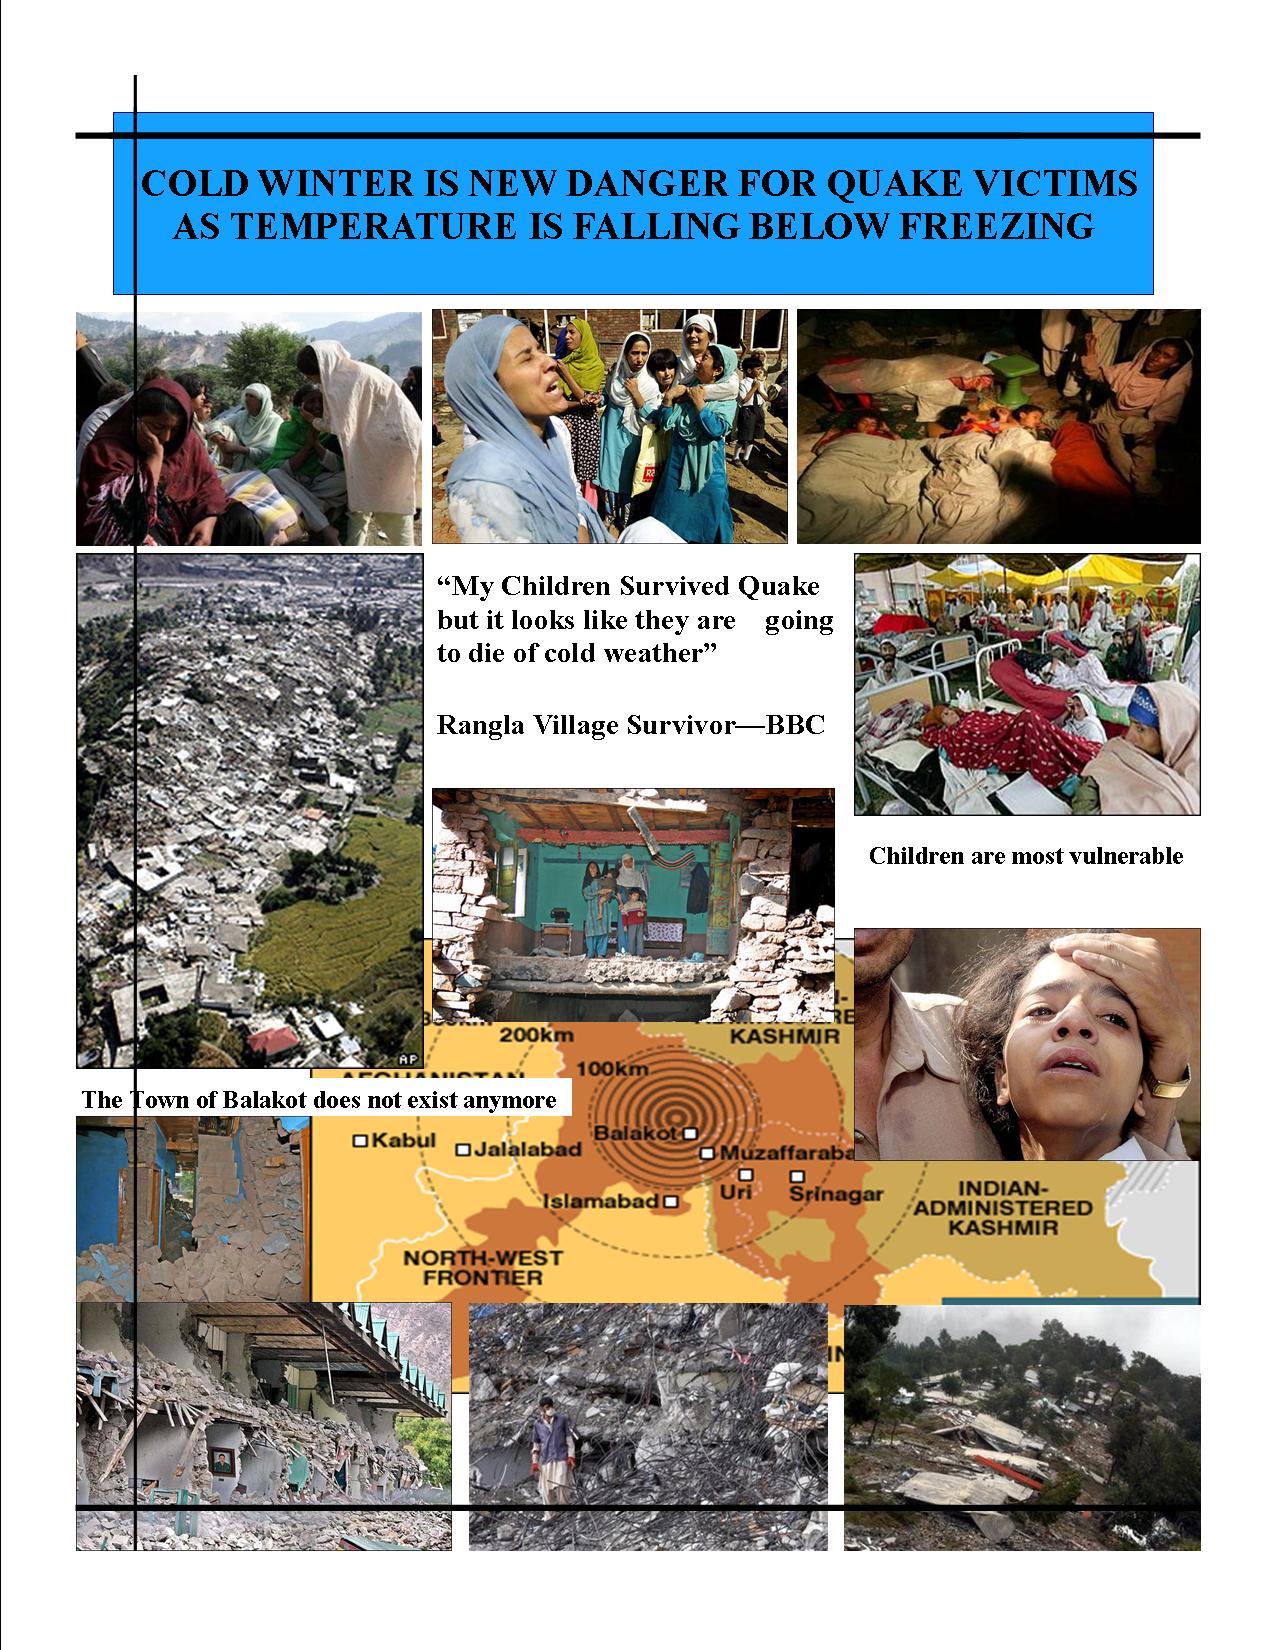 COLD WINTER IS NEW DANGER FOR QUAKE VICTIMS
AS TEMPERATURE IS FALLING BELOW FREEZING
“My Children Survived Quake
but it looks like they are going
to die of cold weather”
Rangla Village Survivor—BBC
Children are most vulnerable
AP
The Town of Balakot does not exist anymore
200km
KASHMIR
100km
AFGHANISTAN
Balakot
Kabul
Jalalabad
Muzaffaraba
Islamabad
Uri
Srinagar
INDIAN-
ADMINISTERED
KASHMIR
NORTH-WEST
FRONTIER